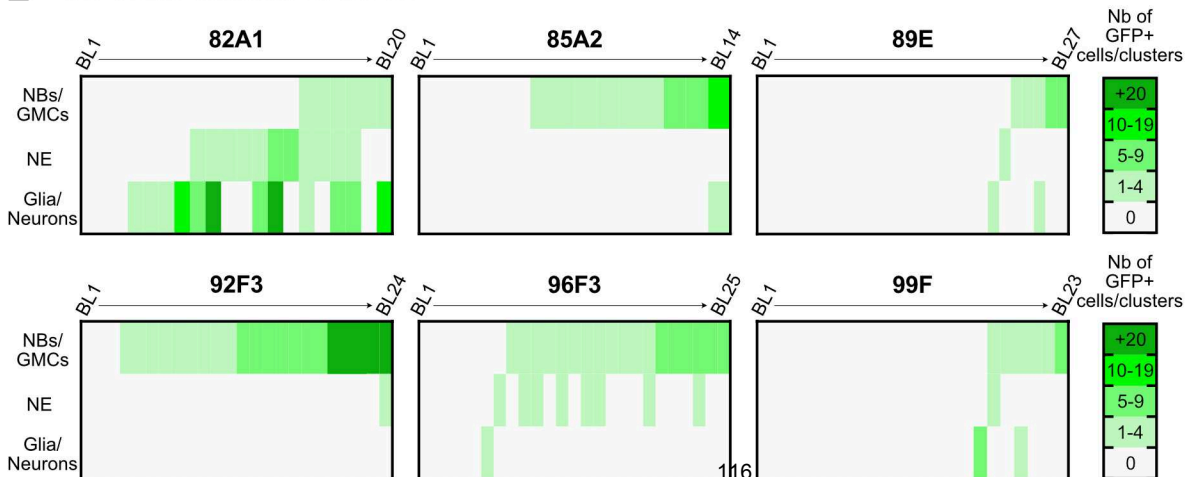 82A1
BL1
BL20
85A2
BL1
BL14
89E
BL1
BL27
Nb of
GFP+
cells/clusters
NBs/
GMCs
NE
Glia/
Neurons
+20
10-19
5-9
1-4
0
92F3
BL1
BL24
96F3
BL1
BL25
99F
BL1
BL23
Nb of
GFP+
cells/clusters
NBs/
GMCs
NE
Glia/
Neurons
+20
10-19
5-9
1-4
0
116